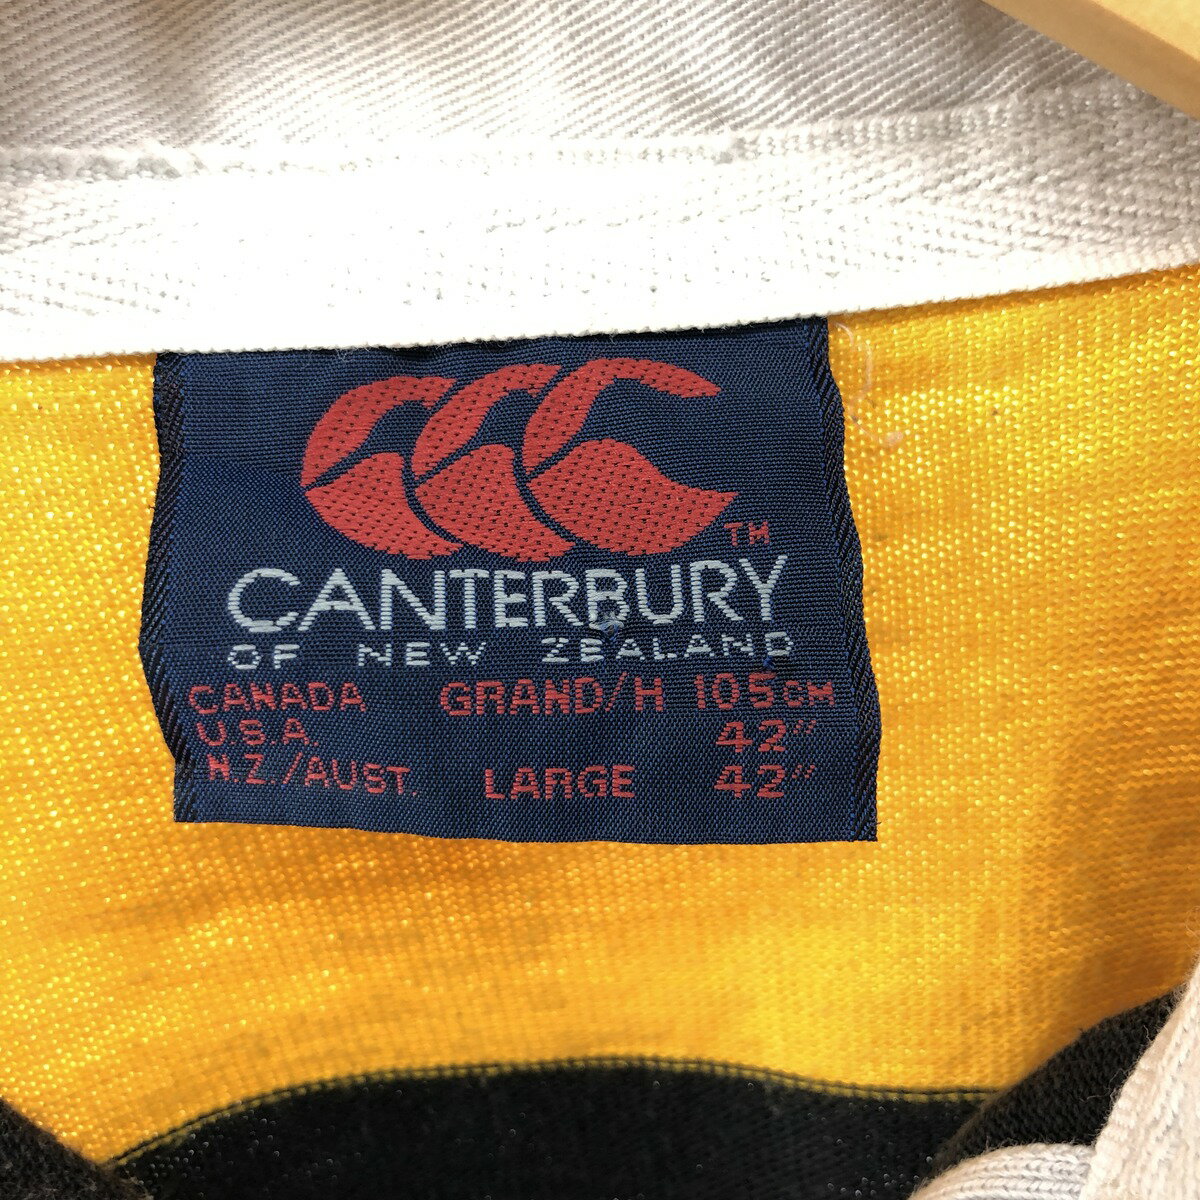 TM
CANTERBURY
OF NEW ZEALAND
CANADA GRAND/H 105CM
U.S.A. 42"
N.Z./AUST. LARGE 42"